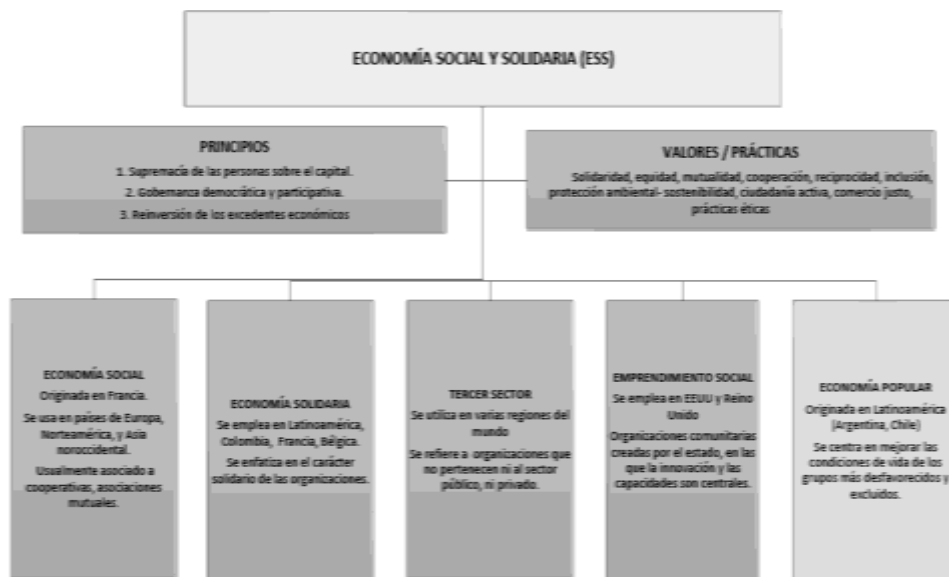 ECONOMÍA SOCIAL Y SOLIDARIA (ESS)
PRINCIPIOS
1. Supremacía de las personas sobre el capital.
2. Gobernanza democrática y participativa.
3. Reinversión de los excedentes económicos
VALORES / PRÁCTICAS
Solidaridad, equidad, mutualidad, cooperación, reciprocidad, inclusión,
protección ambiental- sostenibilidad, ciudadanía activa, comercio justo,
prácticas éticas
ECONOMÍA SOCIAL
Originada en Francia.
Se usa en países de Europa,
Norteamérica, y Asia
noroccidental.
Usualmente asociado a
cooperativas, asociaciones
mutuales.
ECONOMÍA SOLIDARIA
Se emplea en Latinoamérica,
Colombia, Francia, Bélgica.
Se enfatiza en el carácter
solidario de las organizaciones.
TERCER SECTOR
Se utiliza en varias regiones del
mundo
Se refiere a organizaciones que
no pertenecen ni al sector
público, ni privado.
EMPRENDIMIENTO SOCIAL
Se emplea en EEUU y Reino
Unido
Organizaciones comunitarias
creadas por el estado, en las
que la innovación y las
capacidades son centrales.
ECONOMÍA POPULAR
Originada en Latinoamérica
(Argentina, Chile)
Se centra en mejorar las
condiciones de vida de los
grupos más desfavorecidos y
excluidos.